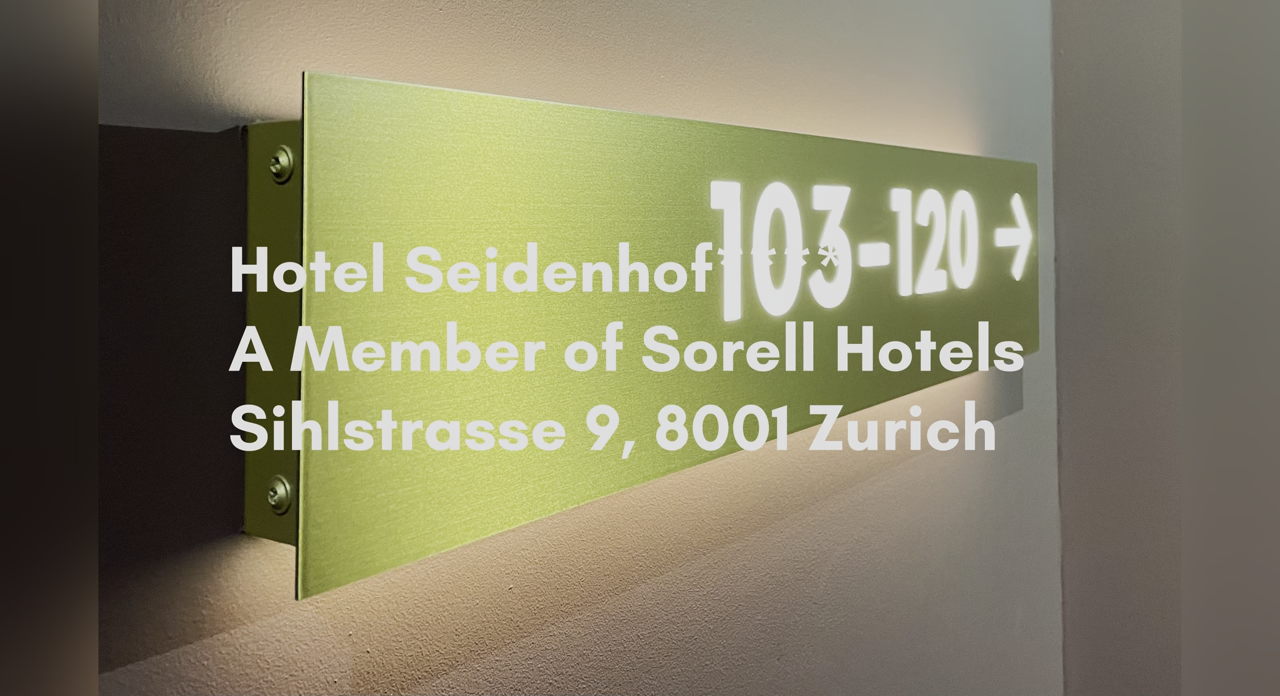 103-120 →
Hotel Seidenhof****
A Member of Sorell Hotels
Sihlstrasse 9, 8001 Zurich